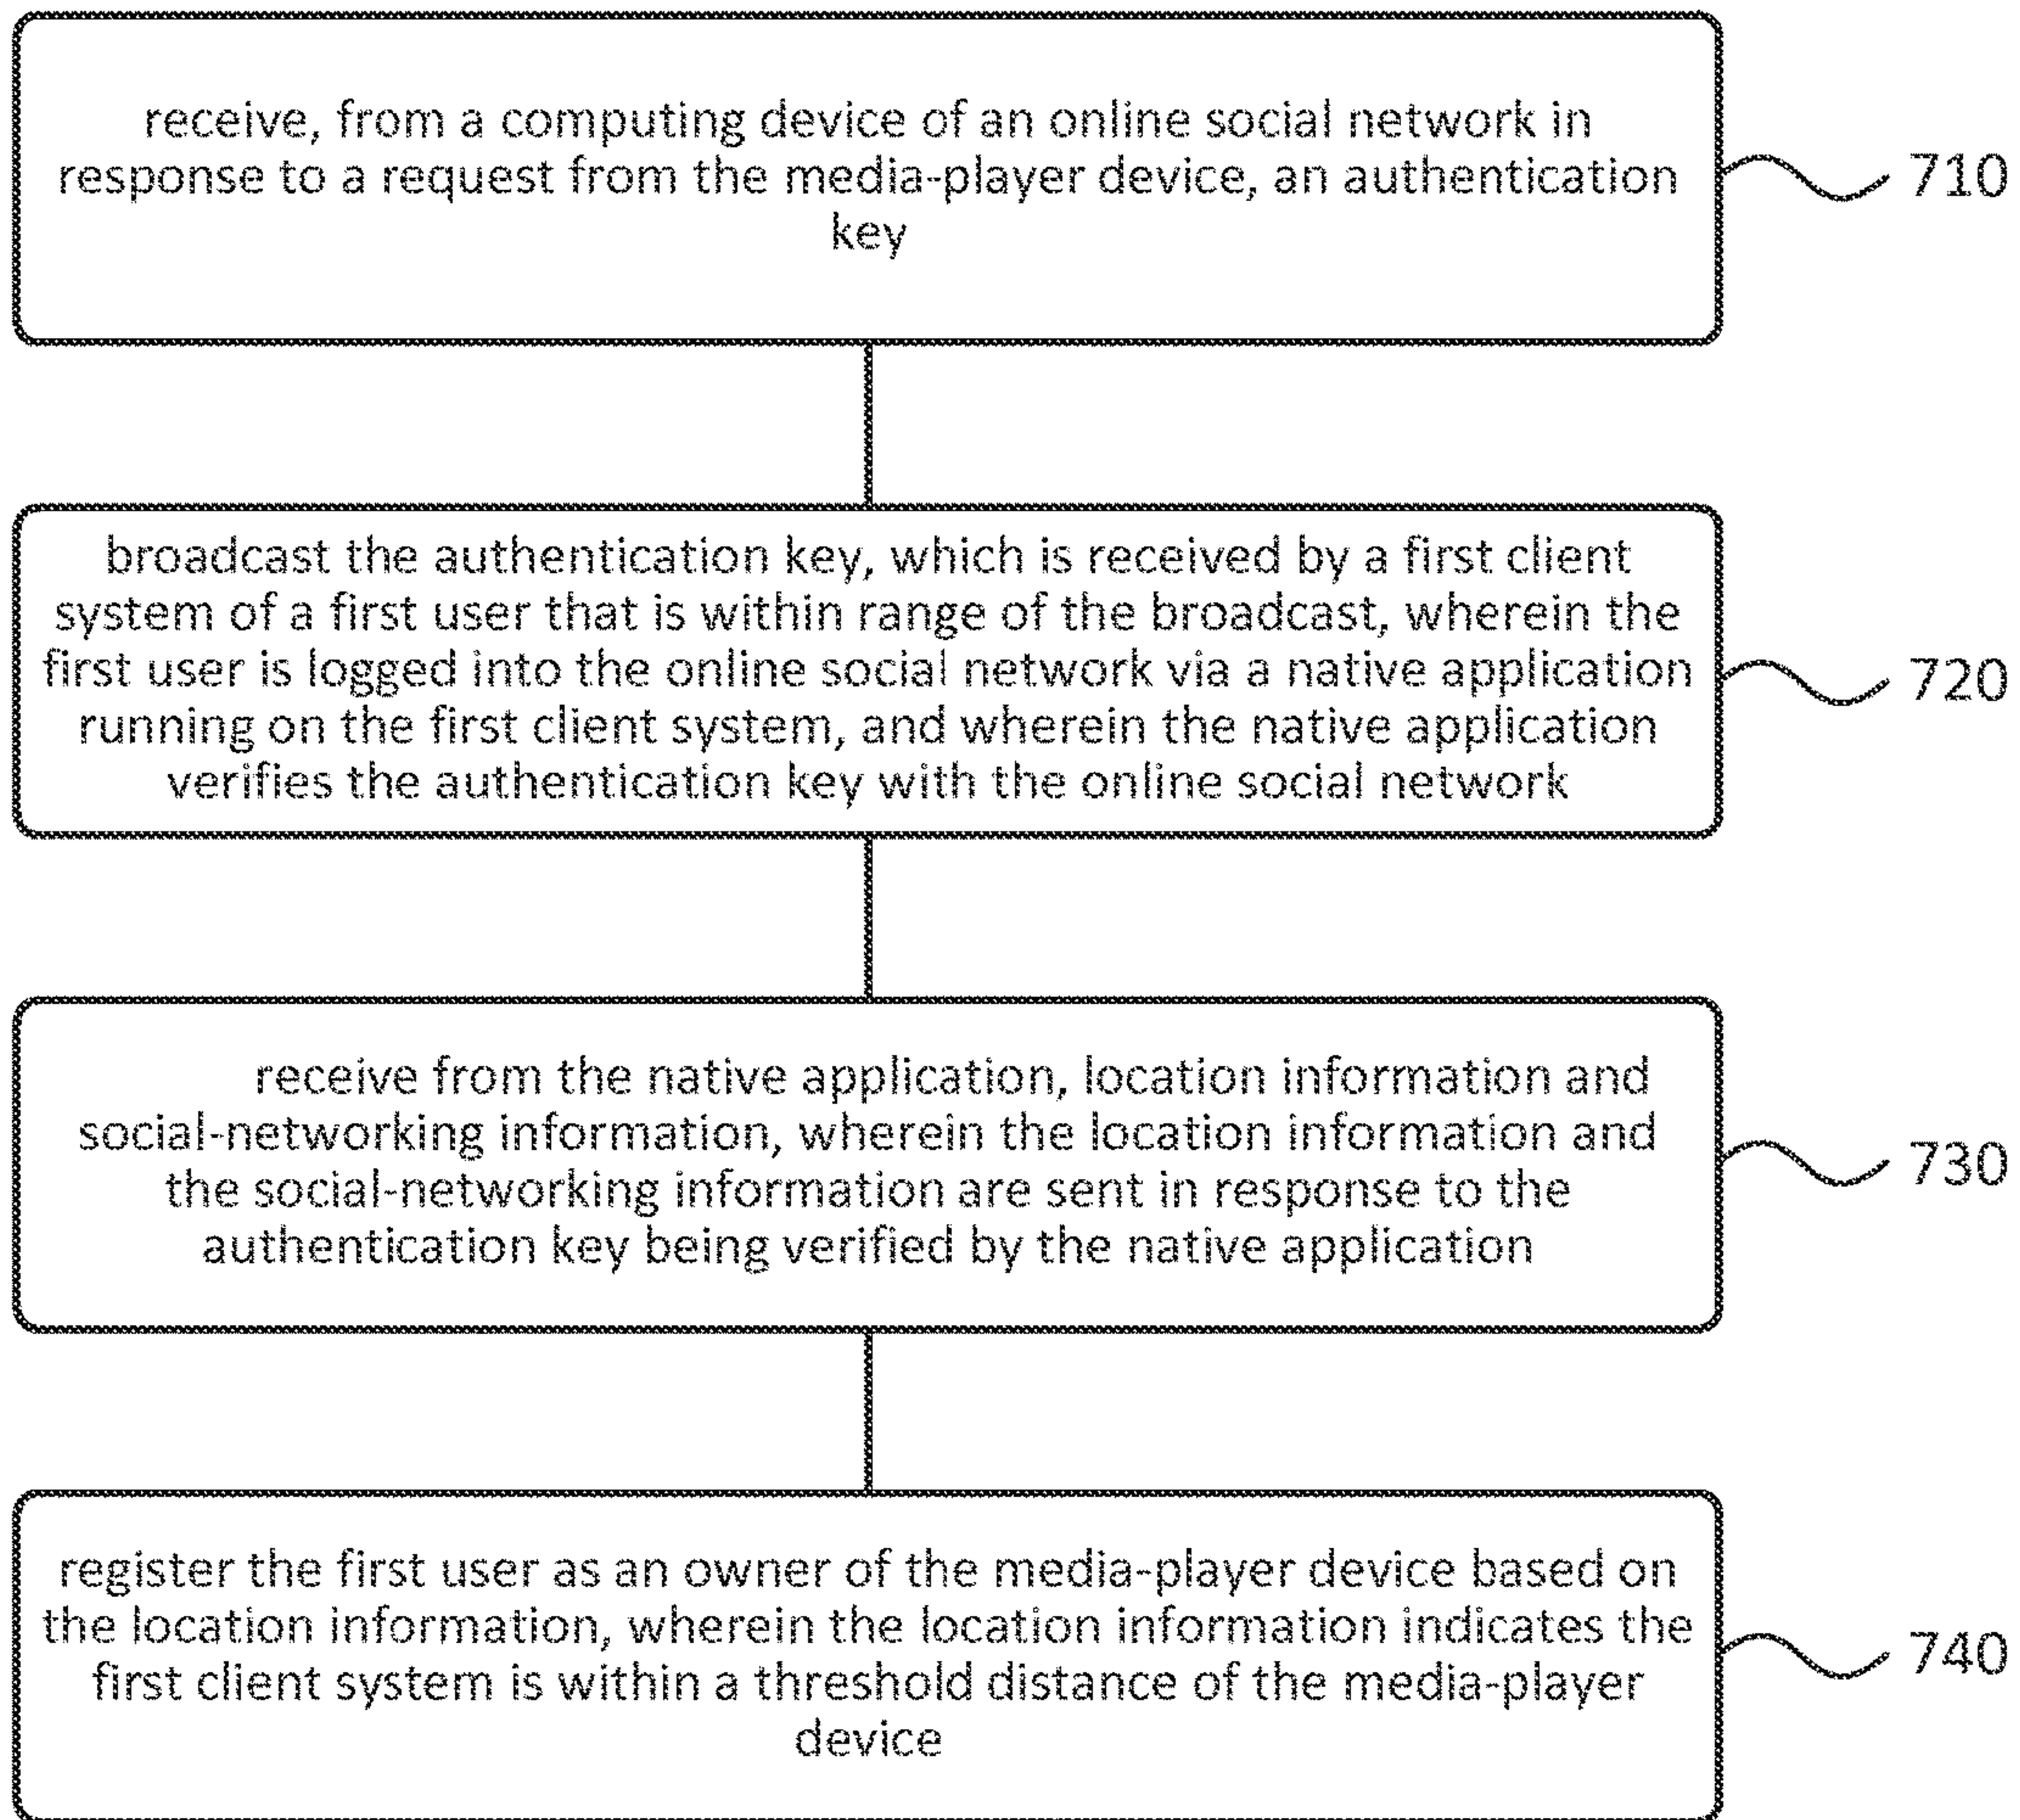 receive, from a computing device of an online social network in
response to a request from the media-player device, an authentication
key
710
broadcast the authentication key, which is received by a first client
system of a first user that is within range of the broadcast, wherein the
first user is logged into the online social network via a native application
running on the first client system, and wherein the native application
verifies the authentication key with the online social network
720
receive from the native application, location information and
social-networking information, wherein the location information and
the social-networking information are sent in response to the
authentication key being verified by the native application
730
register the first user as an owner of the media-player device based on
the location information, wherein the location information indicates the
first client system is within a threshold distance of the media-player
device
740